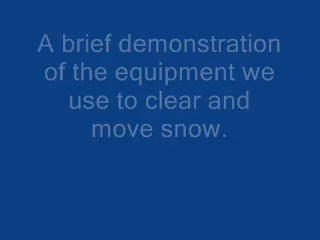 A brief demonstration
of the equipment we
use to clear and
move snow.